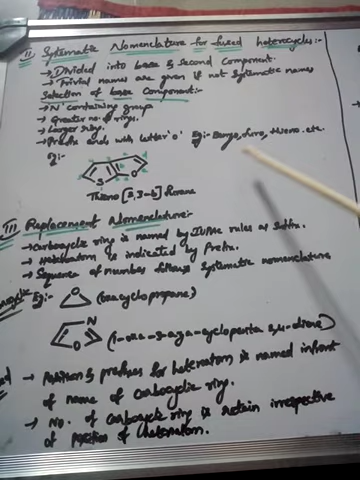 II Systematic Nomenclature for fused heterocycles:-
→ Divided into base & second component.
→ Trivial names are given if not systematic names
Selection of base Component:-
→ N containing group
→ Greater no. of rings.
→ Larger ring.
→ Prefix ends with letter 'o' Eg:- Benzo, furo, thieno etc.
Eg:-
S O
Thieno [2,3-b] furane
III Replacement Nomenclature:-
→ Carbocyclic ring is named by IUPAC rules as suffix.
→ heteroatom is indicated by Prefix.
→ Sequence of number follows systematic nomenclature
Eg:- O (oxacyclopropane)
N
O (1-oxa-3-aza-cyclopenta-2,4-diene)
→ Position & prefixes for heteroatom is named infront
of name of carbocyclic ring.
→ No. of carbocyclic ring is retain irrespective
of position of heteroatom.